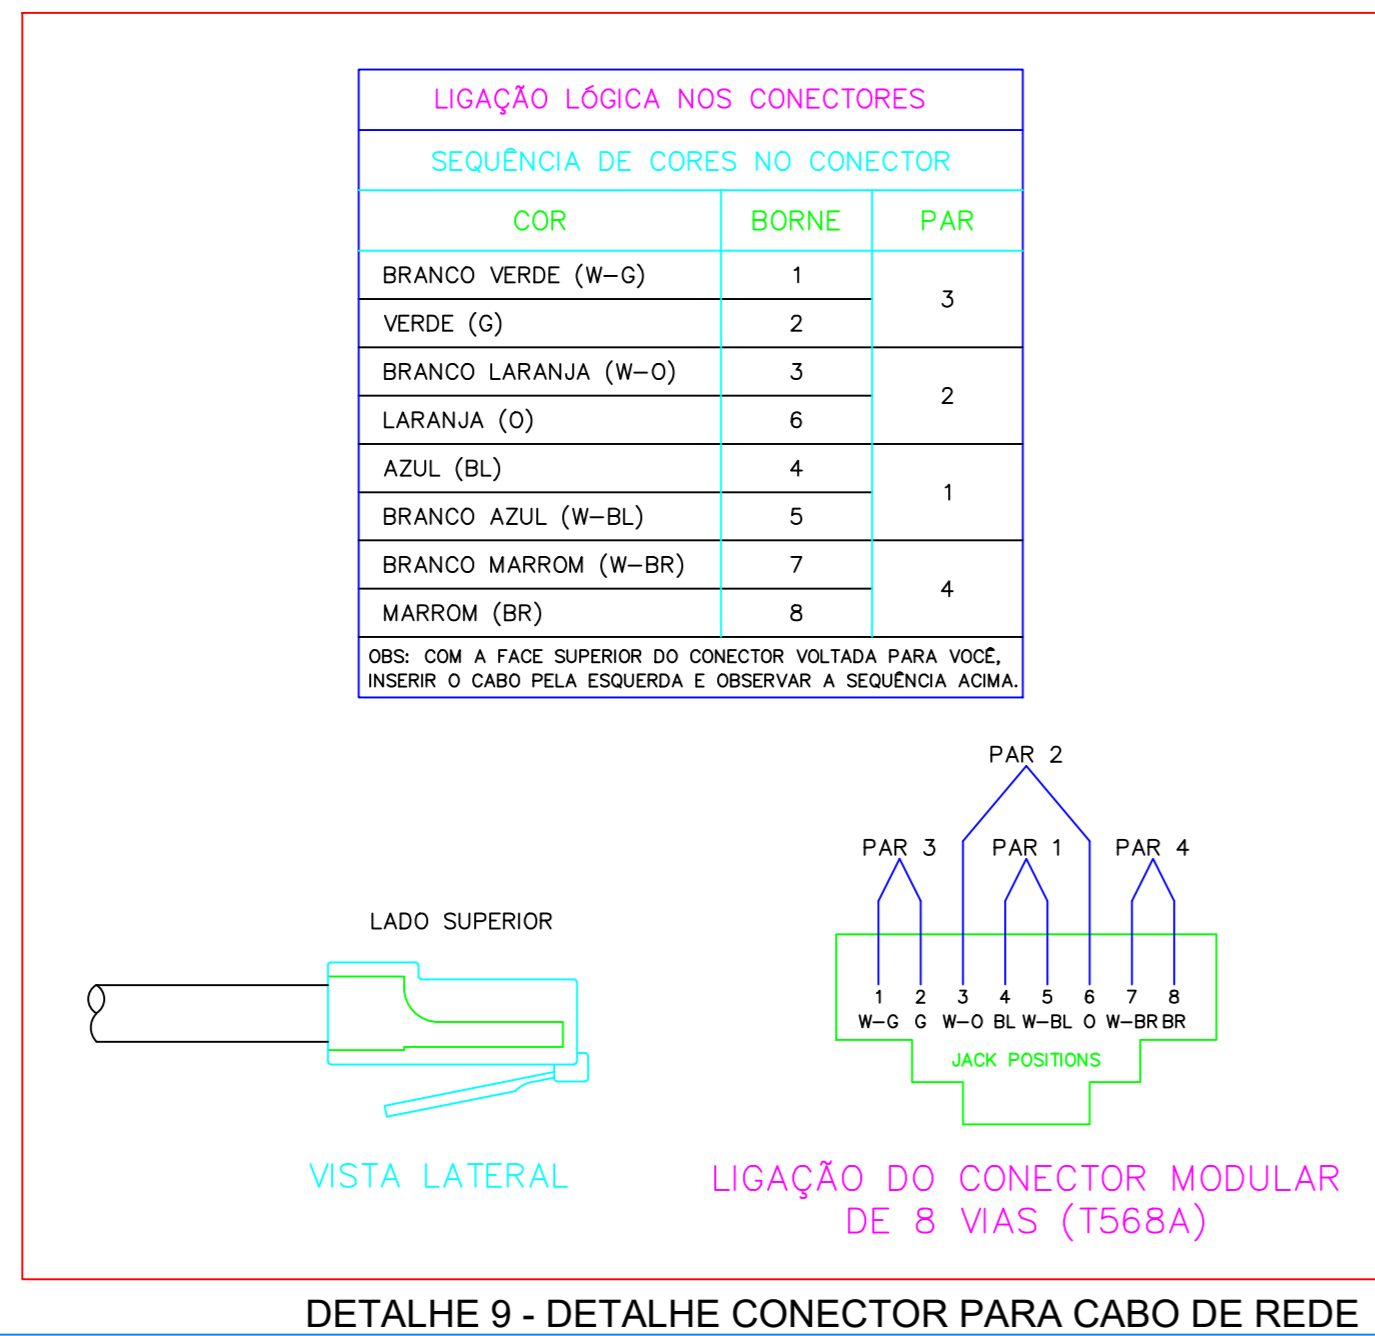 LIGAÇÃO LÓGICA NOS CONECTORES
SEQUÊNCIA DE CORES NO CONECTOR
COR BORNE PAR
BRANCO VERDE (W-G) 1
3
VERDE (G) 2
BRANCO LARANJA (W-O) 3
2
LARANJA (O) 6
AZUL (BL) 4
1
BRANCO AZUL (W-BL) 5
BRANCO MARROM (W-BR) 7
4
MARROM (BR) 8
OBS: COM A FACE SUPERIOR DO CONECTOR VOLTADA PARA VOCÊ,
INSERIR O CABO PELA ESQUERDA E OBSERVAR A SEQUÊNCIA ACIMA.
PAR 2
PAR 3 PAR 1 PAR 4
LADO SUPERIOR
1 2 3 4 5 6 7 8
W-G G W-O BL W-BL O W-BR BR
JACK POSITIONS
VISTA LATERAL
LIGAÇÃO DO CONECTOR MODULAR
DE 8 VIAS (T568A)
DETALHE 9 - DETALHE CONECTOR PARA CABO DE REDE